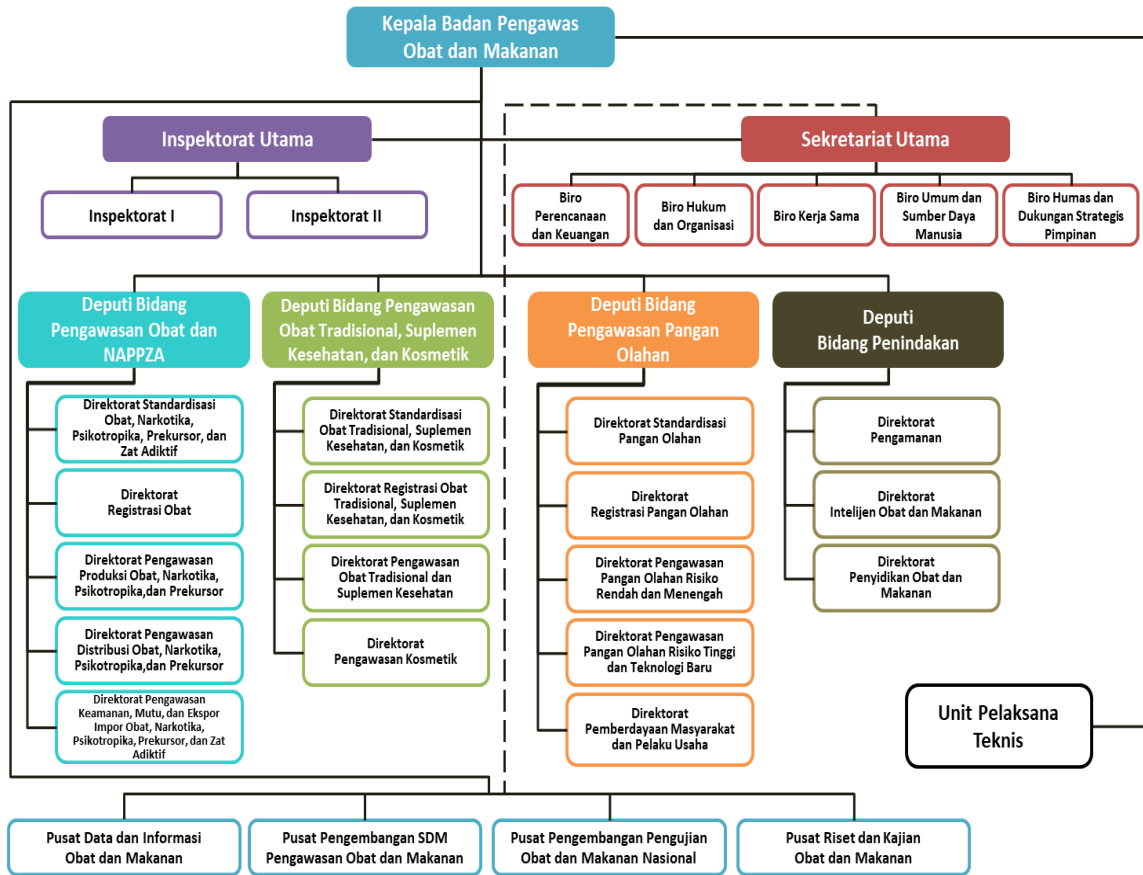 Kepala Badan Pengawas
Obat dan Makanan
Inspektorat Utama
Sekretariat Utama
Inspektorat I
Inspektorat II
Biro
Perencanaan
dan Keuangan
Biro Hukum
dan Organisasi
Biro Kerja Sama
Biro Umum dan
Sumber Daya
Manusia
Biro Humas dan
Dukungan Strategis
Pimpinan
Deputi Bidang
Pengawasan Obat dan
NAPPZA
Deputi Bidang Pengawasan
Obat Tradisional, Suplemen
Kesehatan, dan Kosmetik
Deputi Bidang
Pengawasan Pangan
Olahan
Deputi
Bidang Penindakan
Direktorat Standardisasi
Obat, Narkotika,
Psikotropika, Prekursor, dan
Zat Adiktif
Direktorat
Registrasi Obat
Direktorat Pengawasan
Produksi Obat, Narkotika,
Psikotropika,dan Prekursor
Direktorat Pengawasan
Distribusi Obat, Narkotika,
Psikotropika,dan Prekursor
Direktorat Pengawasan
Keamanan, Mutu, dan Ekspor
Impor Obat, Narkotika,
Psikotropika, Prekursor, dan Zat
Adiktif
Direktorat Standardisasi
Obat Tradisional, Suplemen
Kesehatan, dan Kosmetik
Direktorat Registrasi Obat
Tradisional, Suplemen
Kesehatan, dan Kosmetik
Direktorat Pengawasan
Obat Tradisional dan
Suplemen Kesehatan
Direktorat
Pengawasan Kosmetik
Direktorat Standardisasi
Pangan Olahan
Direktorat
Registrasi Pangan Olahan
Direktorat Pengawasan
Pangan Olahan Risiko
Rendah dan Menengah
Direktorat Pengawasan
Pangan Olahan Risiko Tinggi
dan Teknologi Baru
Direktorat
Pemberdayaan Masyarakat
dan Pelaku Usaha
Direktorat
Pengamanan
Direktorat
Intelijen Obat dan Makanan
Direktorat
Penyidikan Obat dan
Makanan
Unit Pelaksana
Teknis
Pusat Data dan Informasi
Obat dan Makanan
Pusat Pengembangan SDM
Pengawasan Obat dan Makanan
Pusat Pengembangan Pengujian
Obat dan Makanan Nasional
Pusat Riset dan Kajian
Obat dan Makanan